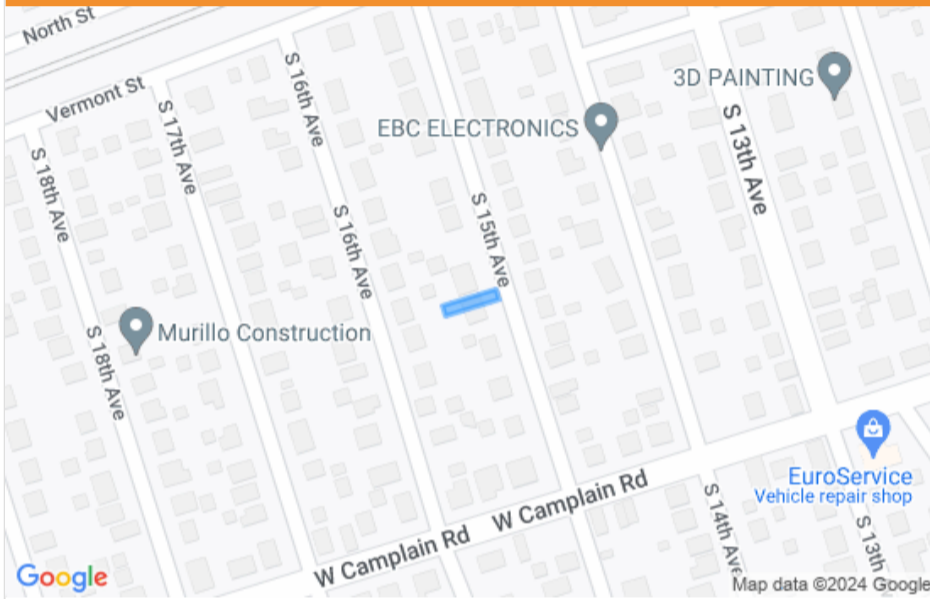 North St
Vermont St
S 16th Ave
3D PAINTING
EBC ELECTRONICS
S 17th Ave
S 13th Ave
S 18th Ave
S 16th Ave
S 15th Ave
Murillo Construction
S 18th Ave
EuroService
Vehicle repair shop
W Camplain Rd
W Camplain Rd
S 14th Ave
S 13th
Google
Map data ©2024 Google